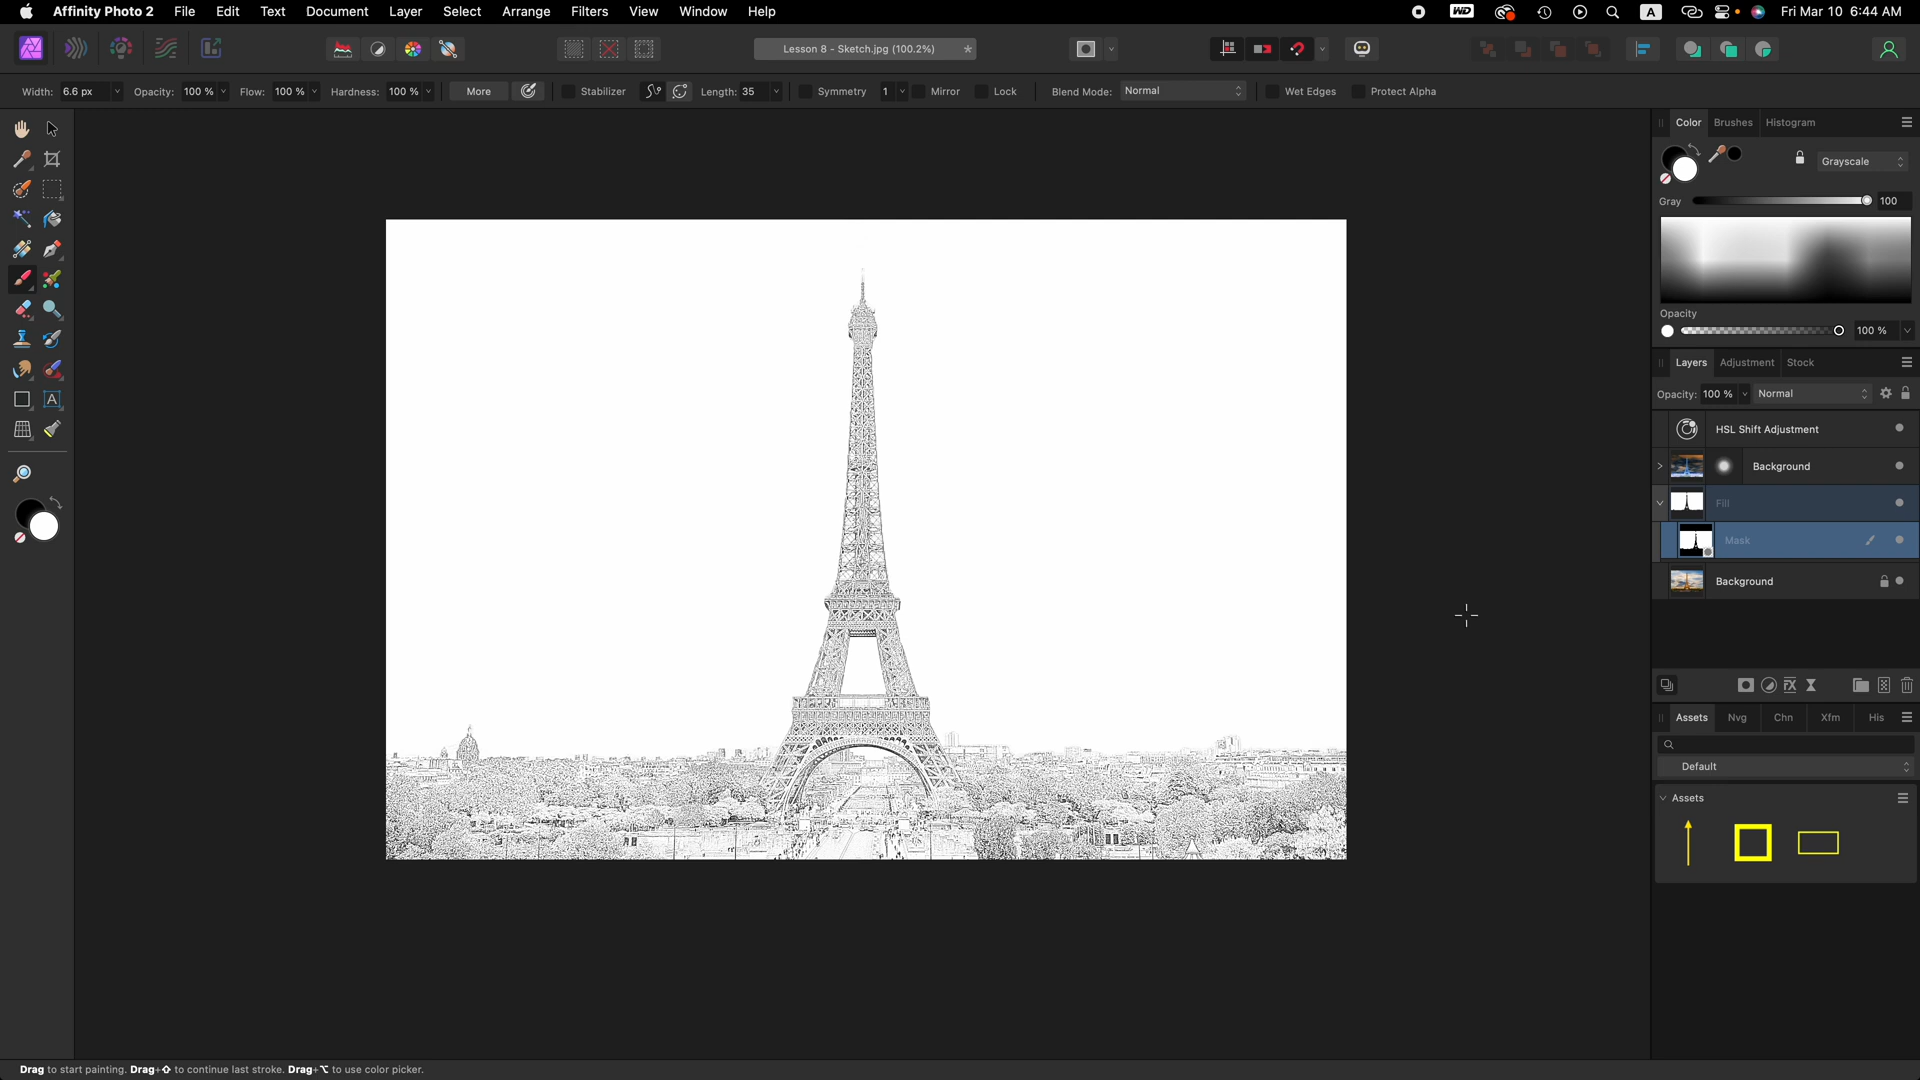 Affinity Photo 2 File Edit Text Document Layer Select Arrange Filters View Window Help WD A Fri Mar 10 6:44 AM
Lesson 8 - Sketch.jpg (100.2%)
Width: 6.6 px Opacity: 100 % Flow: 100 % Hardness: 100 % More Stabilizer Length: 35 Symmetry 1 Mirror Lock Blend Mode: Normal Wet Edges Protect Alpha
Color Brushes Histogram
Grayscale
Gray 100
Opacity
100 %
Layers Adjustment Stock
Opacity: 100 % Normal
HSL Shift Adjustment
Background
Fill
Mask
Background
Assets Nvg Chn Xfm His
Default
Assets
Drag to start painting. Drag+⇧ to continue last stroke. Drag+⌥ to use color picker.